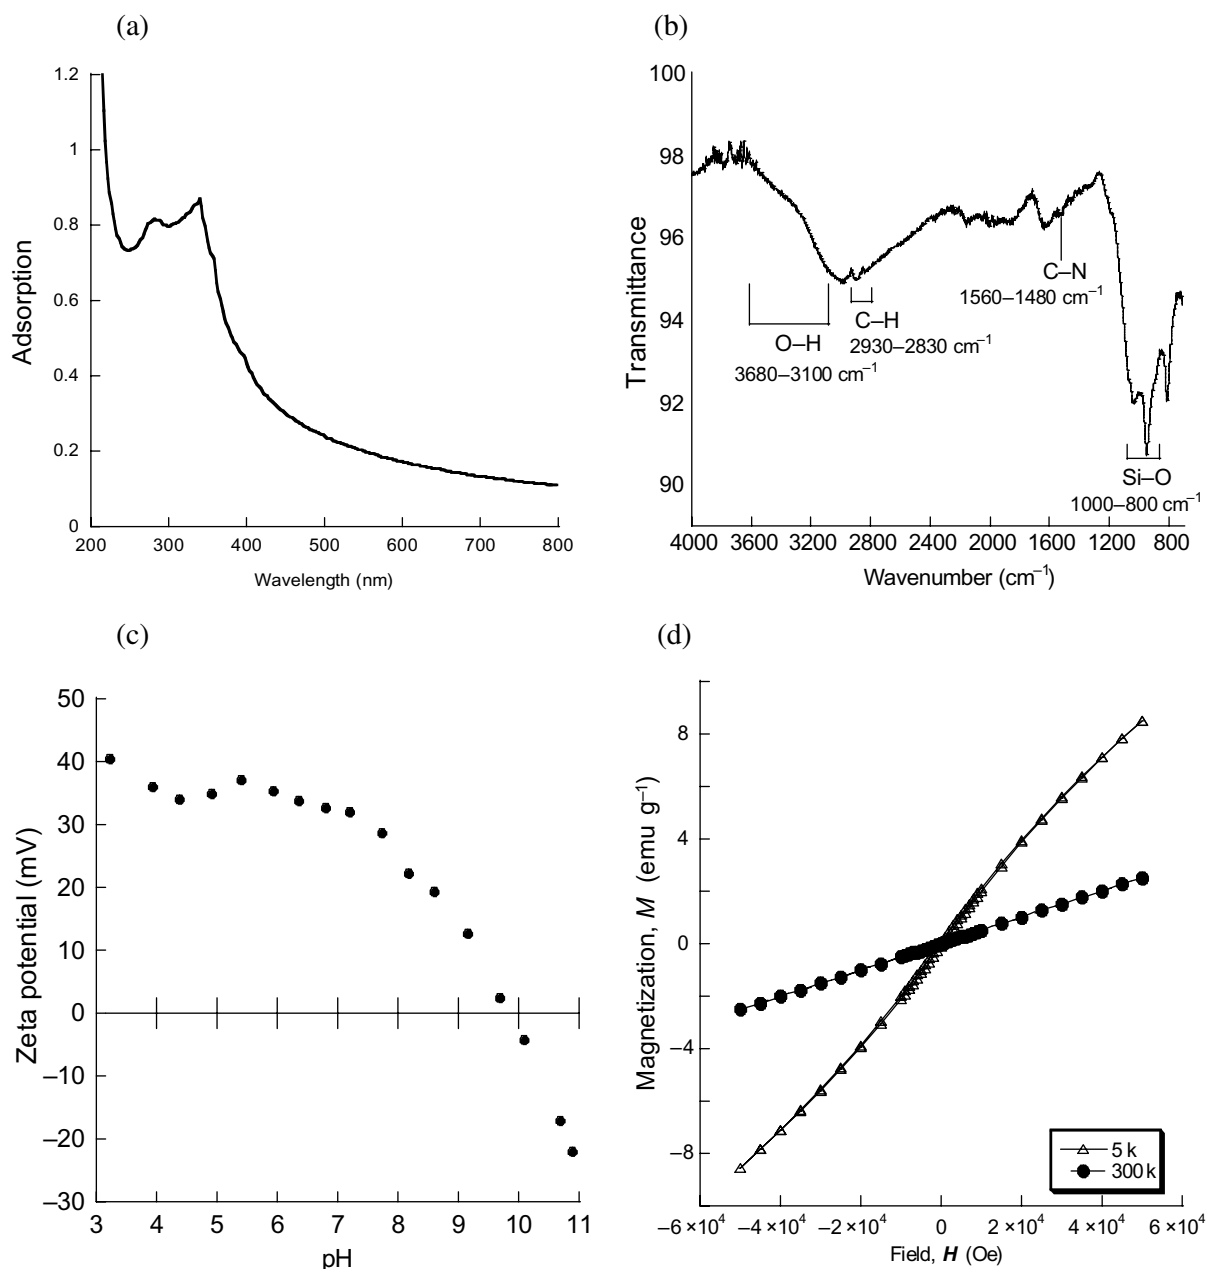 (a)
1.2
1
0.8
0.6
0.4
0.2
0
200 300 400 500 600 700 800
Adsorption
Wavelength (nm)
(b)
100
98
96
94
92
90
4000 3600 3200 2800 2400 2000 1600 1200 800
Transmittance
Wavenumber (cm⁻¹)
O–H
3680–3100 cm⁻¹
C–H
2930–2830 cm⁻¹
C–N
1560–1480 cm⁻¹
Si–O
1000–800 cm⁻¹
(c)
50
40
30
20
10
0
–10
–20
–30
3 4 5 6 7 8 9 10 11
Zeta potential (mV)
pH
(d)
8
4
0
–4
–8
–6 ×10⁴ –4 ×10⁴ –2 ×10⁴ 0 2 ×10⁴ 4 ×10⁴ 6 ×10⁴
Magnetization, M (emu g⁻¹)
Field, H (Oe)
5 k
300 k